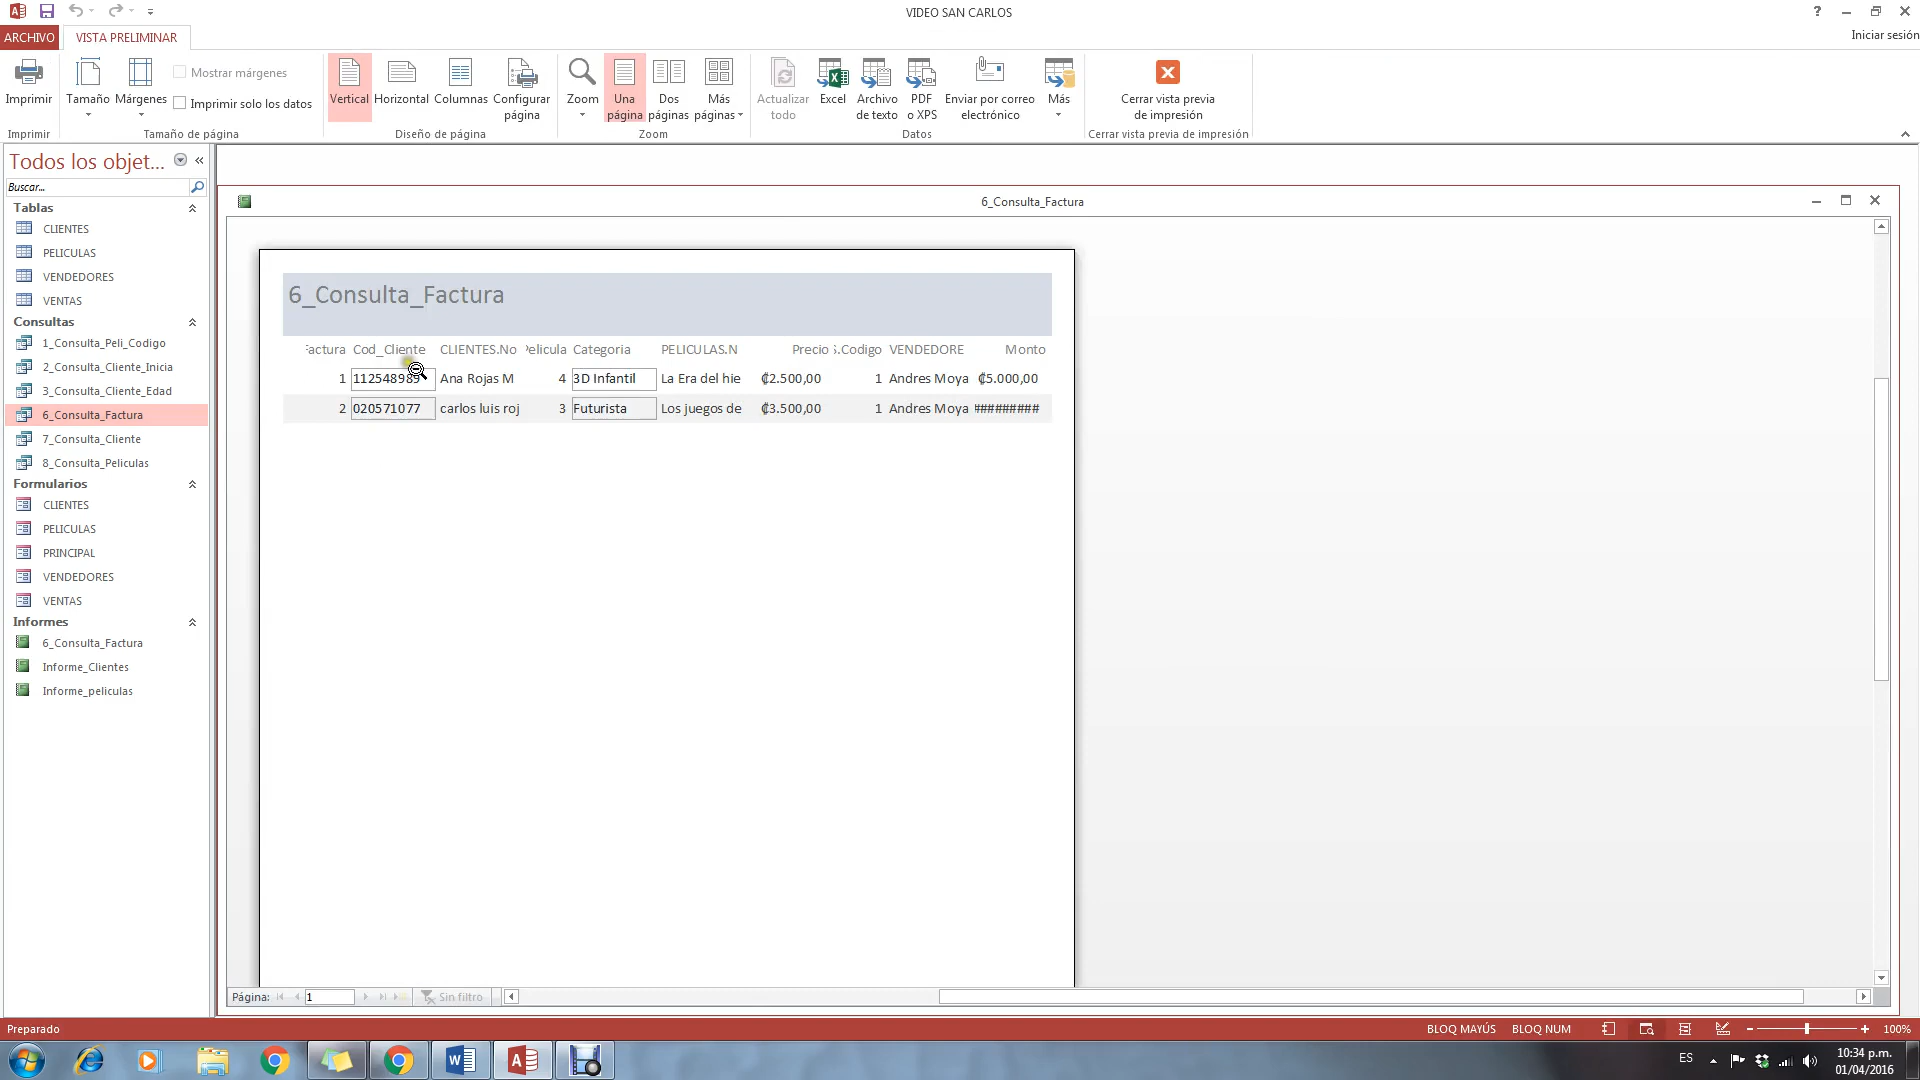 VIDEO SAN CARLOS
?
ARCHIVO
VISTA PRELIMINAR
Iniciar sesión
Imprimir
Tamaño
Márgenes
Mostrar márgenes
Imprimir solo los datos
Vertical
Horizontal
Columnas
Configurar página
Zoom
Una página
Dos páginas
Más páginas
Actualizar todo
Excel
Archivo de texto
PDF o XPS
Enviar por correo electrónico
Más
Cerrar vista previa de impresión
Imprimir
Tamaño de página
Diseño de página
Zoom
Datos
Cerrar vista previa de impresión
Todos los objet... «
Buscar...
Tablas
CLIENTES
PELICULAS
VENDEDORES
VENTAS
Consultas
1_Consulta_Peli_Codigo
2_Consulta_Cliente_Inicia
3_Consulta_Cliente_Edad
6_Consulta_Factura
7_Consulta_Cliente
8_Consulta_Peliculas
Formularios
CLIENTES
PELICULAS
PRINCIPAL
VENDEDORES
VENTAS
Informes
6_Consulta_Factura
Informe_Clientes
Informe_peliculas
6_Consulta_Factura
6_Consulta_Factura
actura Cod_Cliente CLIENTES.No elicula Categoria PELICULAS.N Precio .Codigo VENDEDORE Monto
1 112548989 Ana Rojas M 4 3D Infantil La Era del hie ₡2.500,00 1 Andres Moya ₡5.000,00
2 020571077 carlos luis roj 3 Futurista Los juegos de ₡3.500,00 1 Andres Moya #########
Página: 1 Sin filtro
Preparado
BLOQ MAYÚS BLOQ NUM 100%
ES
10:34 p.m.
01/04/2016